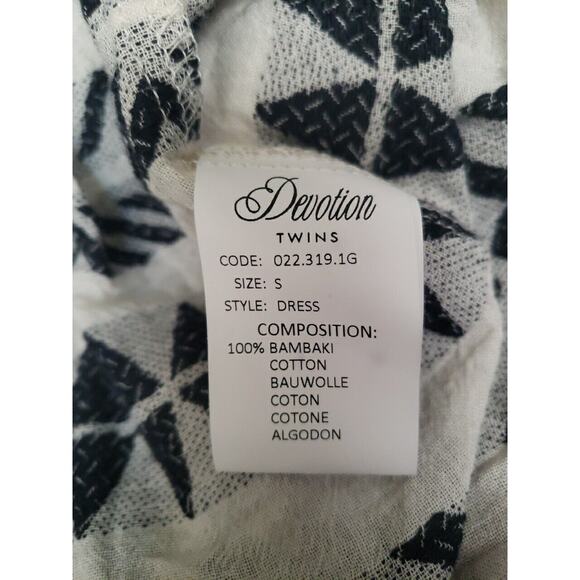 Devotion
TWINS
CODE: 022.319.1G
SIZE: S
STYLE: DRESS
COMPOSITION:
100% BAMBAKI
COTTON
BAUWOLLE
COTON
COTONE
ALGODON